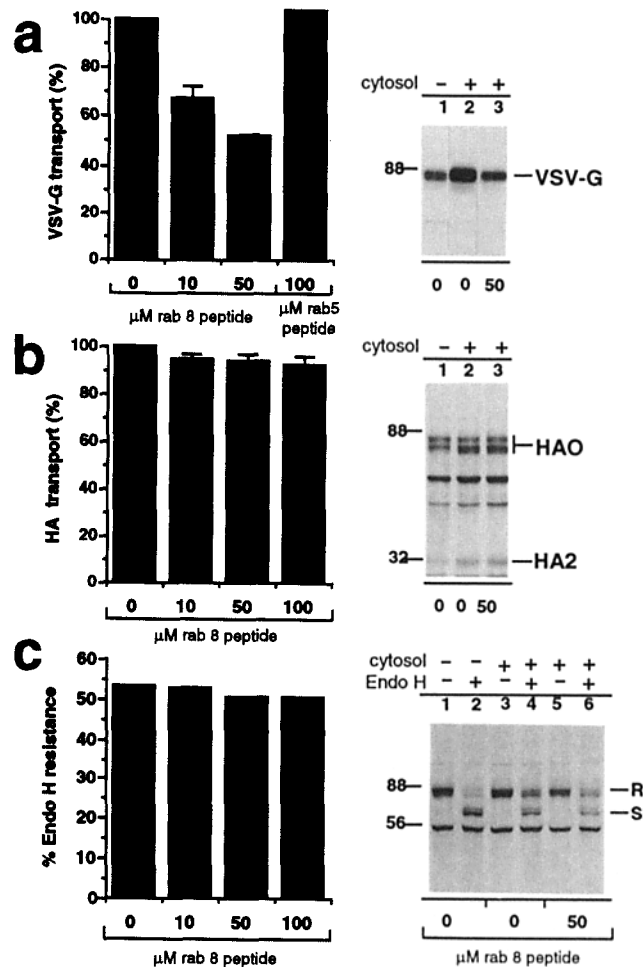 a
VSV-G transport (%)
100
80
60
40
20
0
0 10 50 100
μM rab 8 peptide
μM rab5 peptide
cytosol – + +
1 2 3
88
VSV-G
0 0 50
b
HA transport (%)
100
80
60
40
20
0
0 10 50 100
μM rab 8 peptide
cytosol – + +
1 2 3
88
HAO
32
HA2
0 0 50
c
% Endo H resistance
60
50
40
30
20
10
0
0 10 50 100
μM rab 8 peptide
cytosol – – + + + +
Endo H – + – + – +
1 2 3 4 5 6
88
R
S
56
0 0 50
μM rab 8 peptide